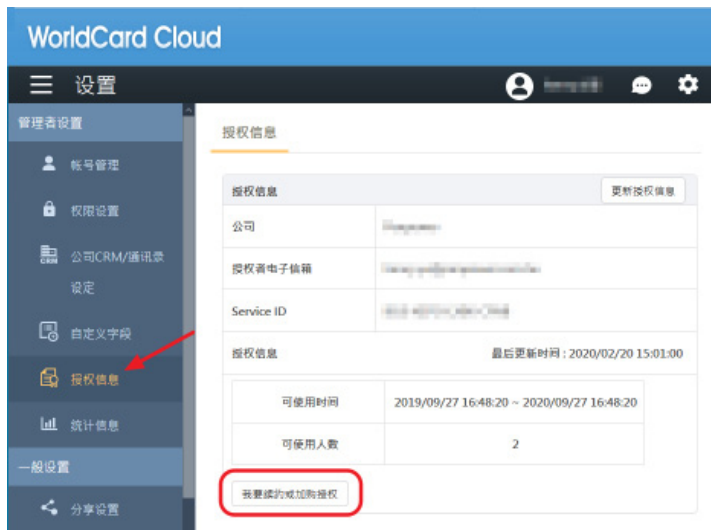 WorldCard Cloud
设置
管理者设置
帐号管理
权限设置
公司CRM/通讯录
设定
自定义字段
授权信息
统计信息
一般设置
分享设置
授权信息
授权信息 更新授权信息
公司
授权者电子信箱
Service ID
授权信息 最后更新时间 : 2020/02/20 15:01:00
可使用时间 2019/09/27 16:48:20 ~ 2020/09/27 16:48:20
可使用人数 2
我要续约或加购授权